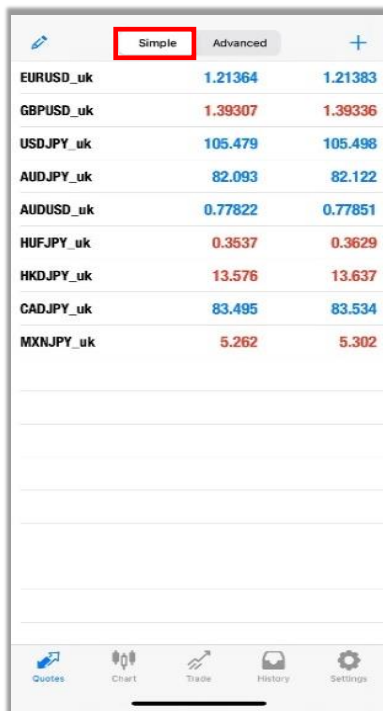 Simple Advanced
EURUSD_uk 1.21364 1.21383
GBPUSD_uk 1.39307 1.39336
USDJPY_uk 105.479 105.498
AUDJPY_uk 82.093 82.122
AUDUSD_uk 0.77822 0.77851
HUFJPY_uk 0.3537 0.3629
HKDJPY_uk 13.576 13.637
CADJPY_uk 83.495 83.534
MXNJPY_uk 5.262 5.302
Quotes Chart Trade History Settings